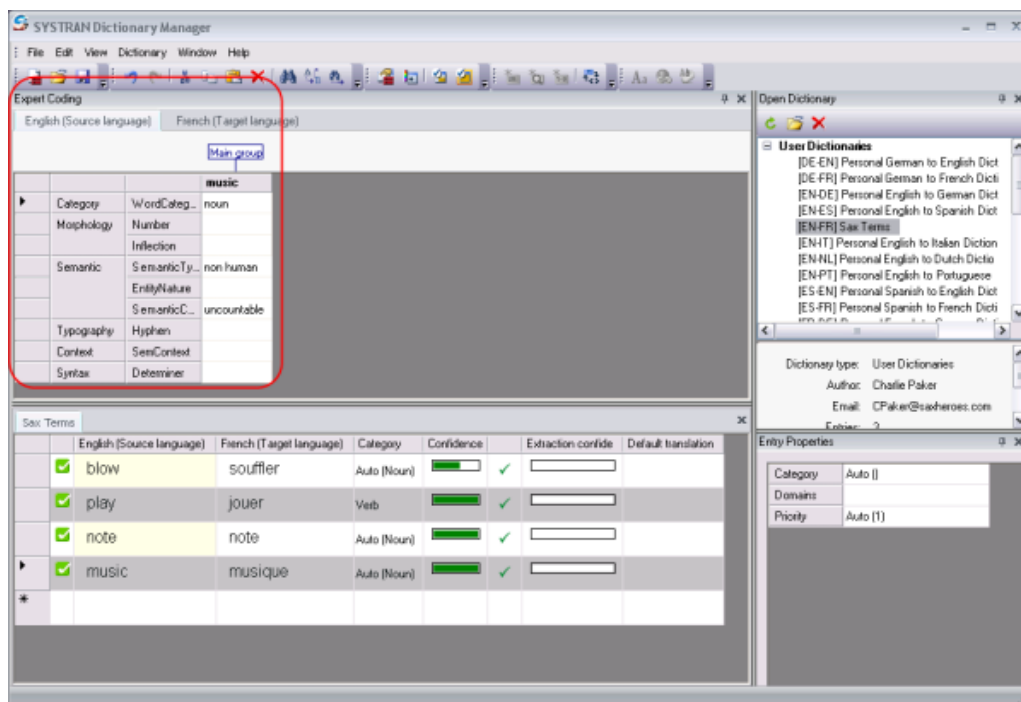 SYSTRAN Dictionary Manager
File Edit View Dictionary Window Help
Expert Coding
English (Source language) French (Target language)
Main group
music
Category WordCateg... noun
Morphology Number
Inflection
Semantic SemanticTy... non human
EntityNature
SemanticC... uncountable
Typography Hyphen
Context SemContext
Syntax Determiner
Open Dictionary
User Dictionaries
[DE-EN] Personal German to English Dict
[DE-FR] Personal German to French Dicti
[EN-DE] Personal English to German Dict
[EN-ES] Personal English to Spanish Dict
[EN-FR] Sax Terms
[EN-IT] Personal English to Italian Diction
[EN-NL] Personal English to Dutch Dictio
[EN-PT] Personal English to Portuguese
[ES-EN] Personal Spanish to English Dict
[ES-FR] Personal Spanish to French Dicti
Dictionary type: User Dictionaries
Author: Charlie Paker
Email: CPaker@saxheroes.com
Entries: 3
Sax Terms
English (Source language) French (Target language) Category Confidence Extraction confide Default translation
blow souffler Auto (Noun)
play jouer Verb
note note Auto (Noun)
music musique Auto (Noun)
Entry Properties
Category Auto ()
Domains
Priority Auto (1)